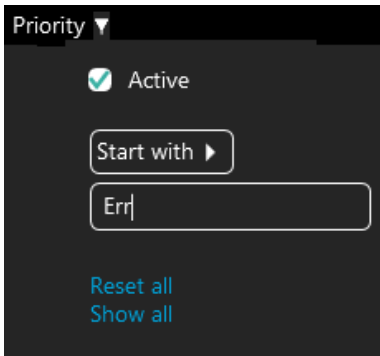 Priority
Active
Start with
Err
Reset all
Show all